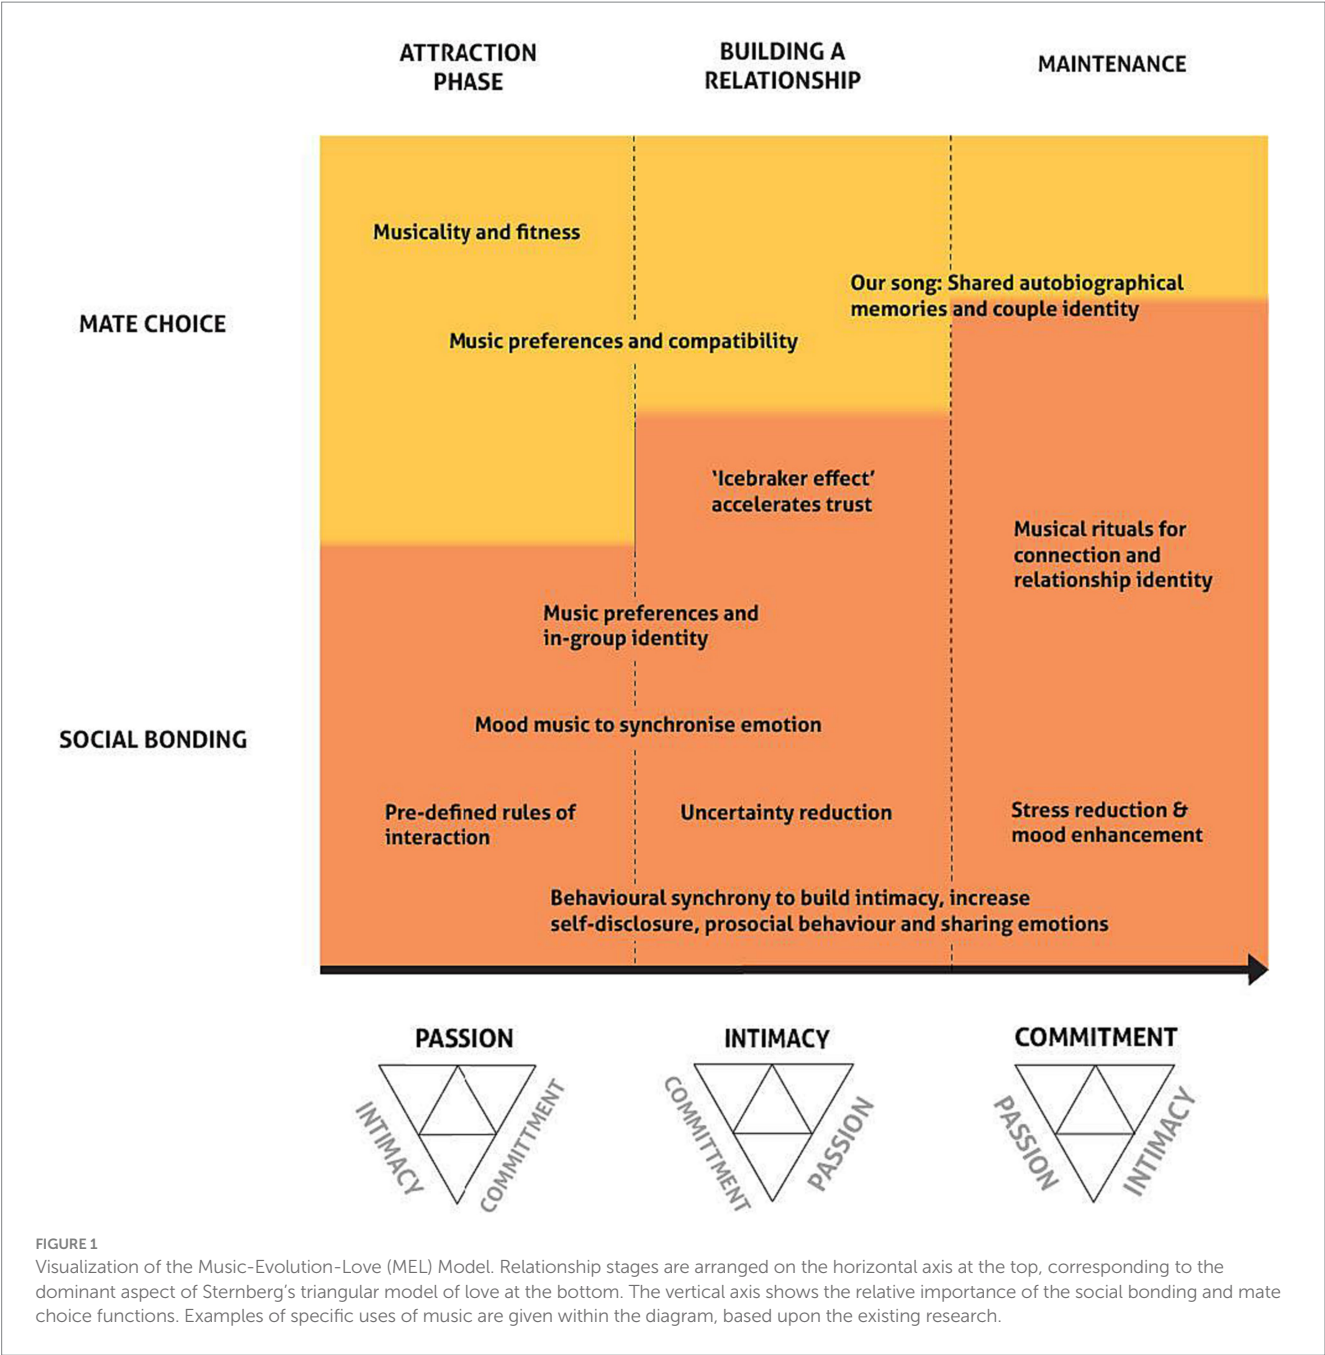 ATTRACTION
PHASE
BUILDING A
RELATIONSHIP
MAINTENANCE
MATE CHOICE
Musicality and fitness
Our song: Shared autobiographical
memories and couple identity
Music preferences and compatibility
'Icebraker effect'
accelerates trust
Musical rituals for
connection and
relationship identity
Music preferences and
in-group identity
SOCIAL BONDING
Mood music to synchronise emotion
Pre-defined rules of
interaction
Uncertainty reduction
Stress reduction &
mood enhancement
Behavioural synchrony to build intimacy, increase
self-disclosure, prosocial behaviour and sharing emotions
PASSION
INTIMACY
COMMITTMENT
INTIMACY
COMMITTMENT
PASSION
COMMITMENT
PASSION
INTIMACY
FIGURE 1
Visualization of the Music-Evolution-Love (MEL) Model. Relationship stages are arranged on the horizontal axis at the top, corresponding to the
dominant aspect of Sternberg's triangular model of love at the bottom. The vertical axis shows the relative importance of the social bonding and mate
choice functions. Examples of specific uses of music are given within the diagram, based upon the existing research.